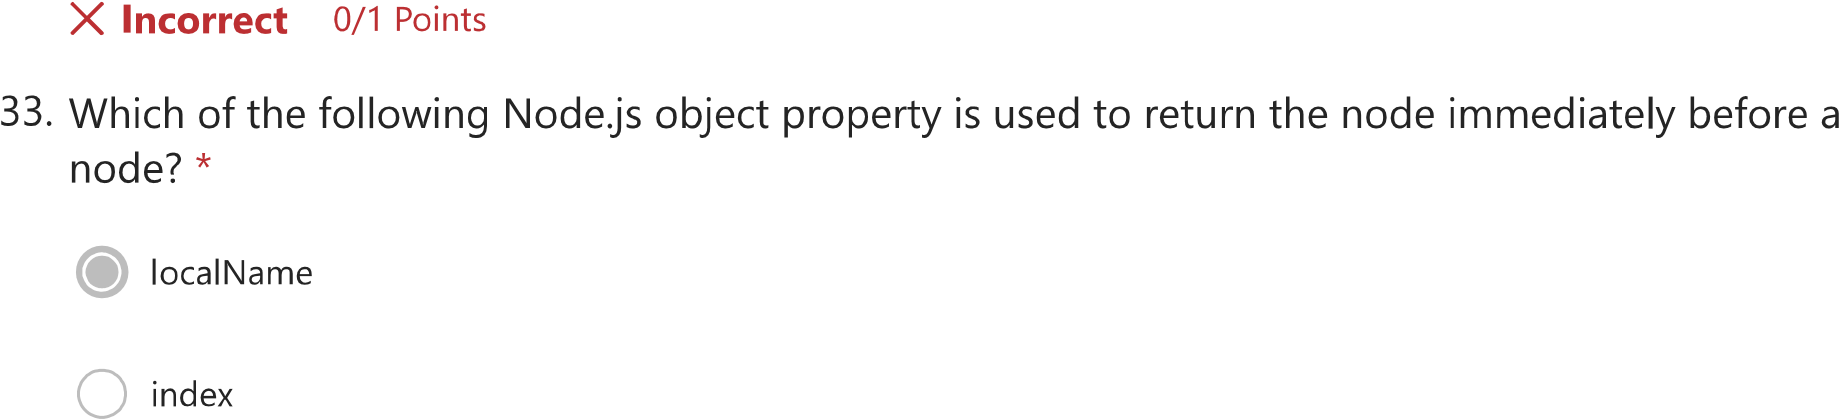 Incorrect 0/1 Points
33. Which of the following Node.js object property is used to return the node immediately before a
node? *
localName
index